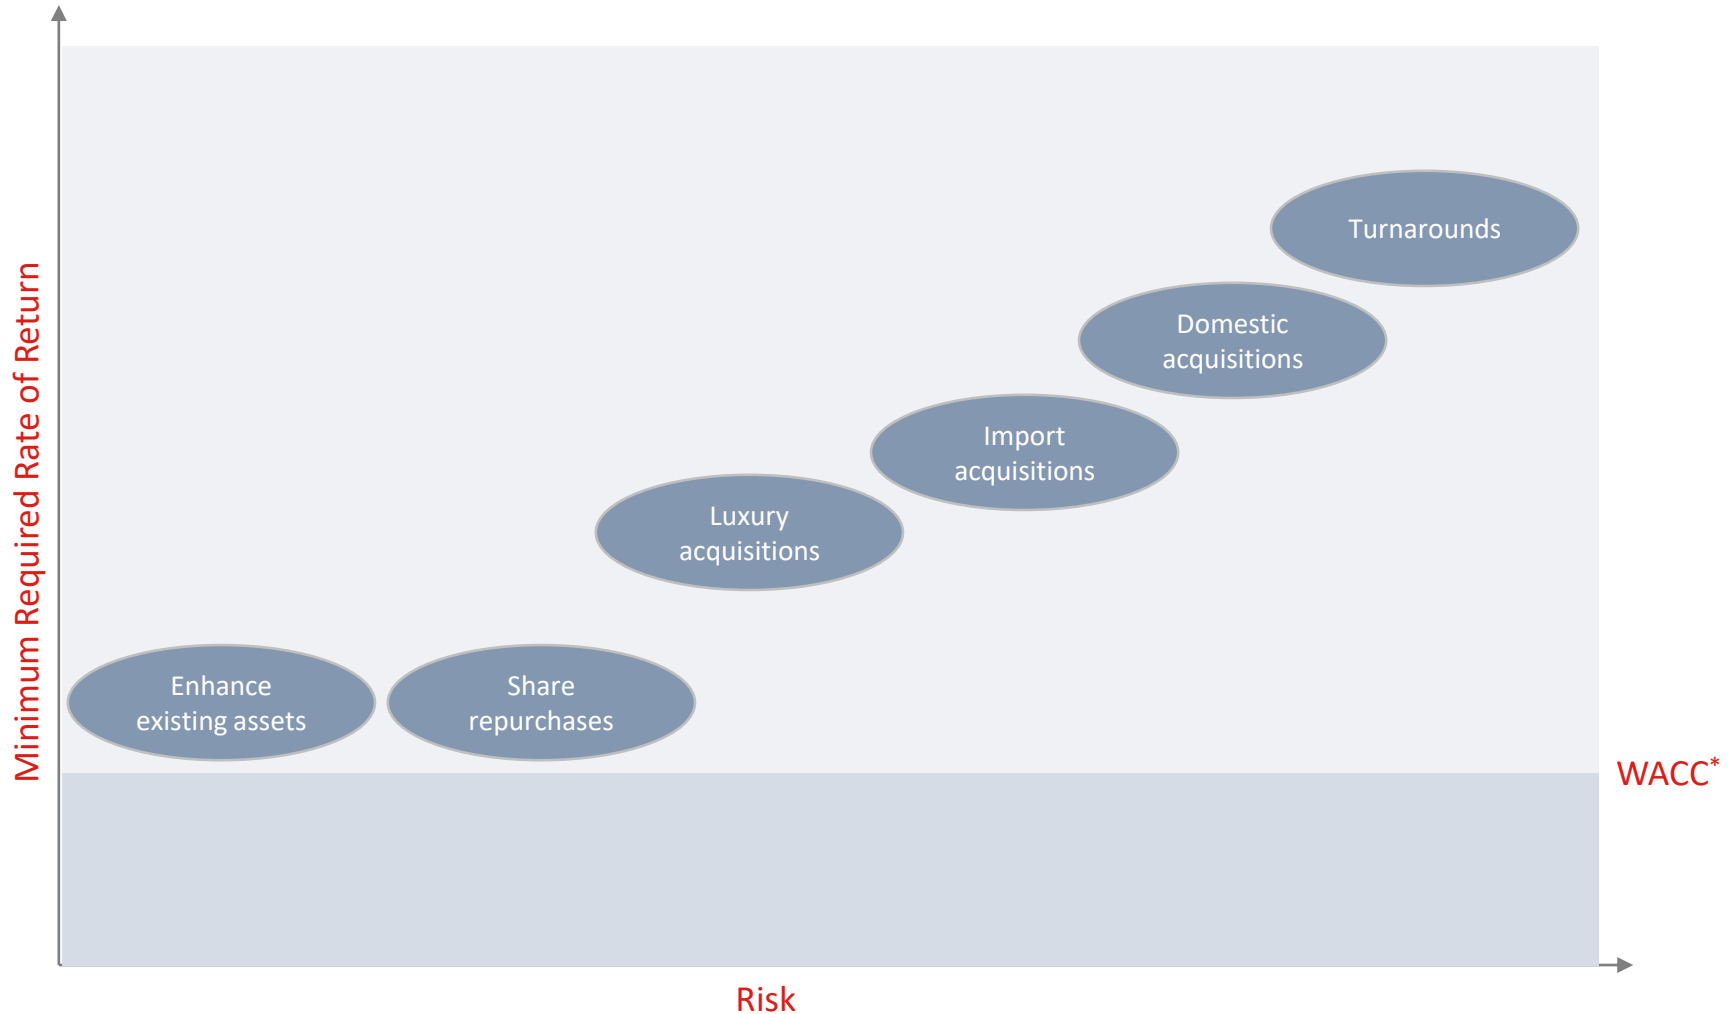 Minimum Required Rate of Return
Turnarounds
Domestic
acquisitions
Import
acquisitions
Luxury
acquisitions
Enhance
existing assets
Share
repurchases
WACC*
Risk